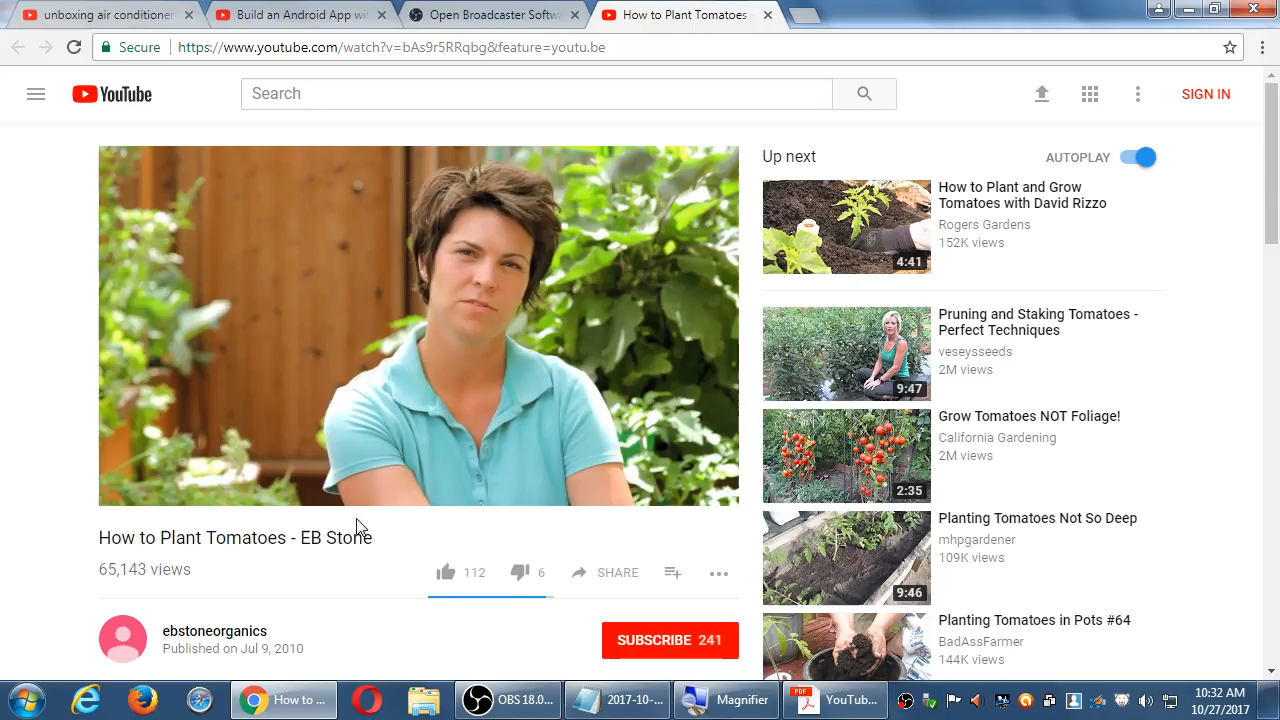 unboxing air conditioner
Build an Android App with
Open Broadcaster Softw
How to Plant Tomatoes -
Secure
https://www.youtube.com/watch?v=bAs9r5RRqbg&feature=youtu.be
YouTube
Search
SIGN IN
Up next
AUTOPLAY
How to Plant and Grow
Tomatoes with David Rizzo
Rogers Gardens
152K views
4:41
Pruning and Staking Tomatoes -
Perfect Techniques
veseysseeds
2M views
9:47
Grow Tomatoes NOT Foliage!
California Gardening
2M views
2:35
Planting Tomatoes Not So Deep
mhpgardener
109K views
9:46
Planting Tomatoes in Pots #64
BadAssFarmer
144K views
How to Plant Tomatoes - EB Stone
65,143 views
112
6
SHARE
ebstoneorganics
Published on Jul 9, 2010
SUBSCRIBE 241
How to ...
OBS 18.0...
2017-10-...
Magnifier
PDF
YouTub...
10:32 AM
10/27/2017